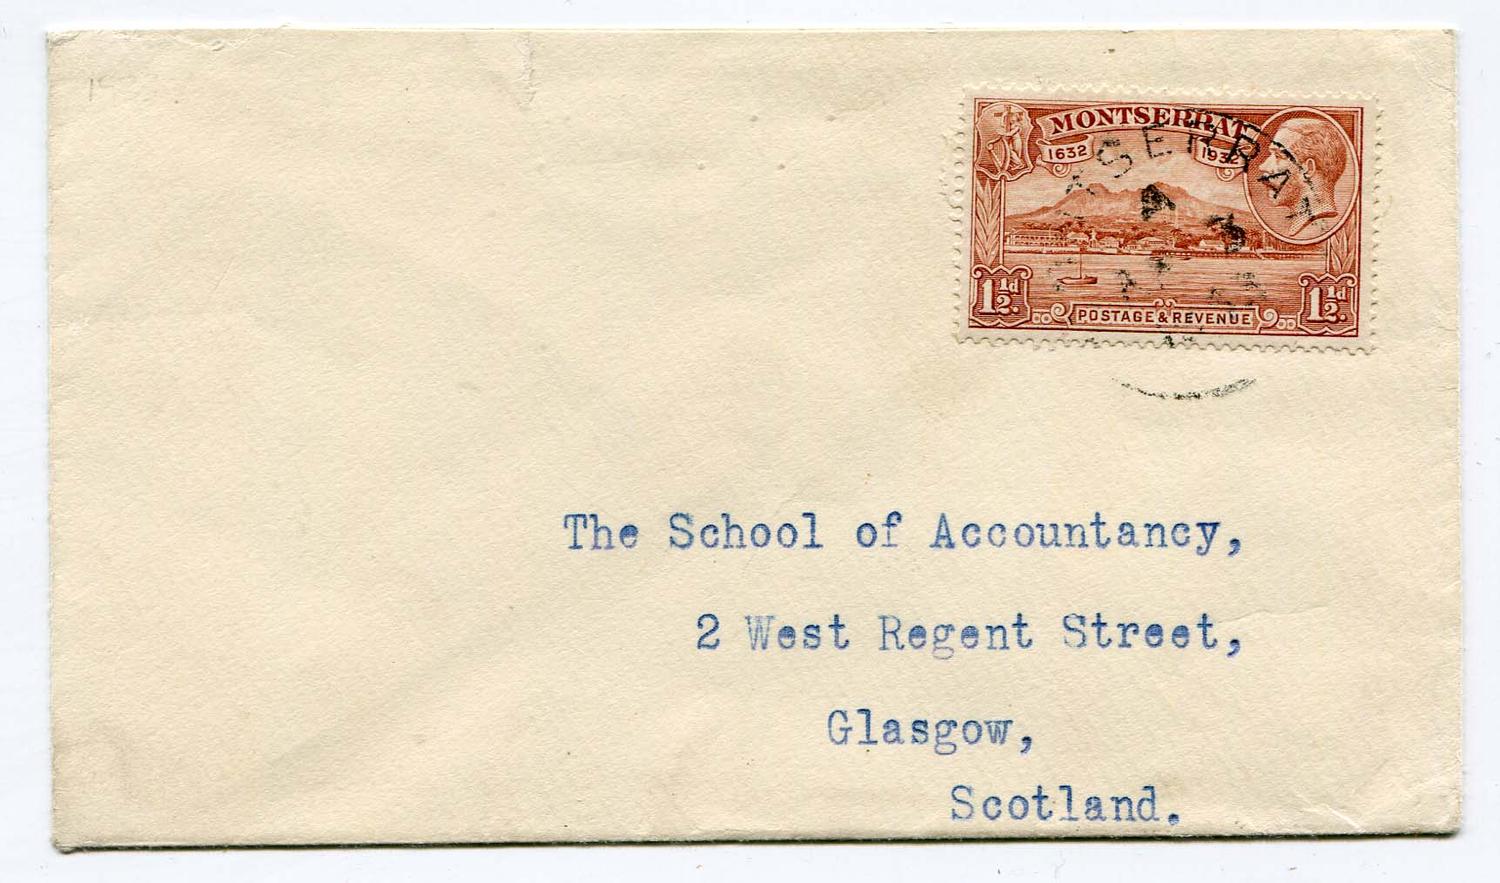 MONTSERRAT
1632 1932
1½d. 1½d.
POSTAGE & REVENUE
The School of Accountancy,
2 West Regent Street,
Glasgow,
Scotland.